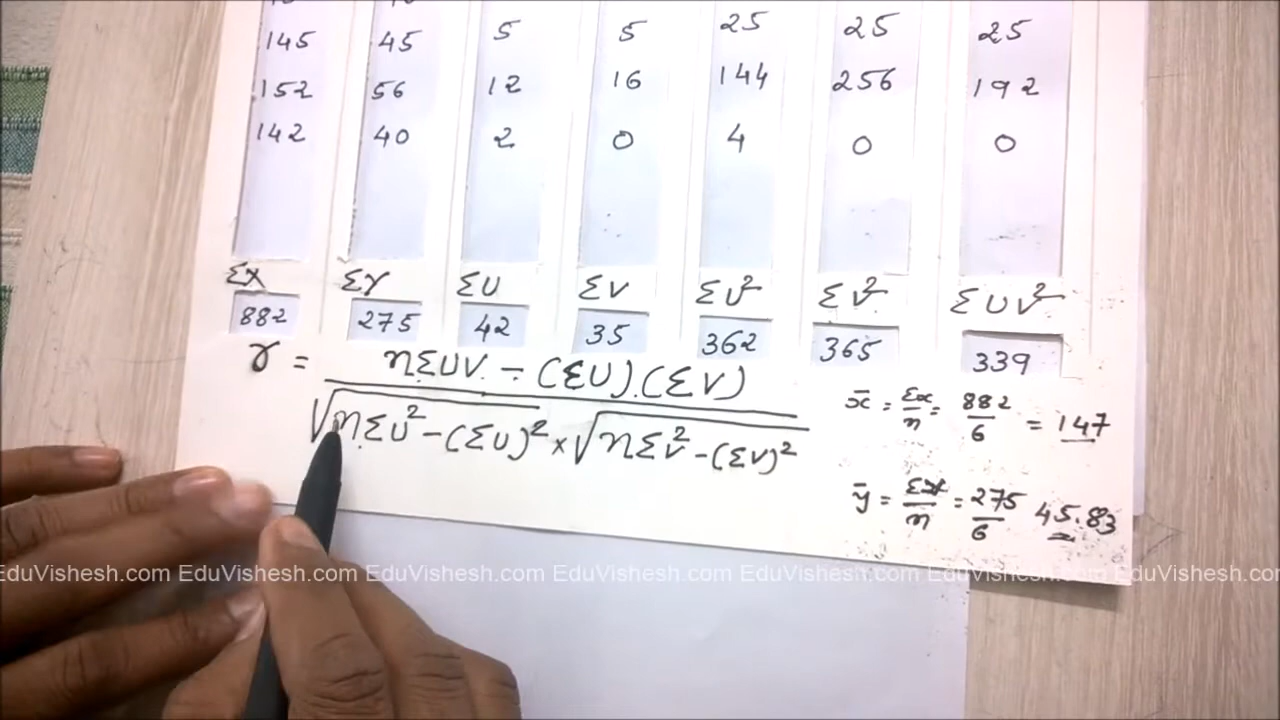 145 45 5 5 25 25 25
152 56 12 16 144 256 192
142 40 2 0 4 0 0
ΣX ΣY ΣU ΣV ΣU² ΣV² ΣUV²
882 275 42 35 362 365 339
r = nΣUV - (ΣU).(ΣV)
√nΣU² - (ΣU)² × √nΣV² - (ΣV)²
x̄ = Σx/n = 882/6 = 147
ȳ = Σy/n = 275/6 45.83
EduVishesh.com EduVishesh.com EduVishesh.com EduVishesh.com EduVishesh.com EduVishesh.com EduVishesh.com